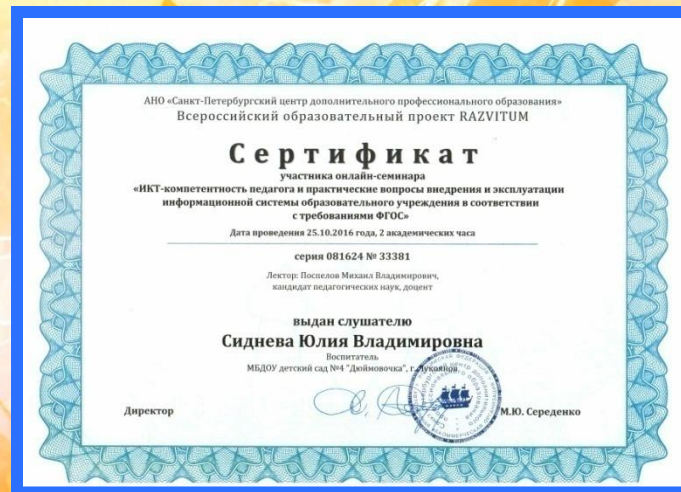 АНО «Санкт-Петербургский центр дополнительного профессионального образования»
Всероссийский образовательный проект RAZVITUM
Сертификат
участника онлайн-семинара
«ИКТ-компетентность педагога и практические вопросы внедрения и эксплуатации
информационной системы образовательного учреждения в соответствии
с требованиями ФГОС»
Дата проведения 25.10.2016 года, 2 академических часа
серия 081624 № 33381
Лектор: Поспелов Михаил Владимирович,
кандидат педагогических наук, доцент
выдан слушателю
Сиднева Юлия Владимировна
Воспитатель
МБДОУ детский сад №4 "Дюймовочка", г. Лукоянов
Директор
М.Ю. Середенко